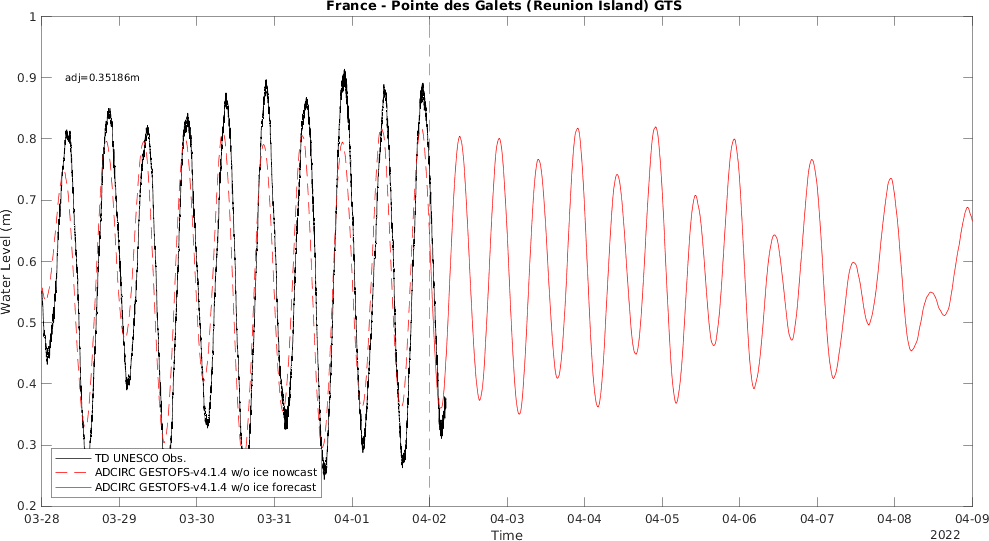 France - Pointe des Galets (Reunion Island) GTS
adj=0.35186m
Water Level (m)
1
0.9
0.8
0.7
0.6
0.5
0.4
0.3
0.2
TD UNESCO Obs.
ADCIRC GESTOFS-v4.1.4 w/o ice nowcast
ADCIRC GESTOFS-v4.1.4 w/o ice forecast
03-28 03-29 03-30 03-31 04-01 04-02 04-03 04-04 04-05 04-06 04-07 04-08 04-09
Time
2022